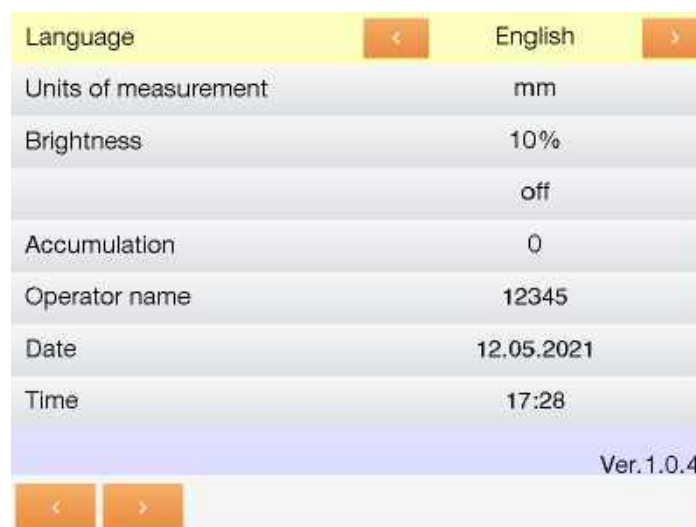 Language < English >
Units of measurement mm
Brightness 10%
off
Accumulation 0
Operator name 12345
Date 12.05.2021
Time 17:28
Ver.1.0.4
< >